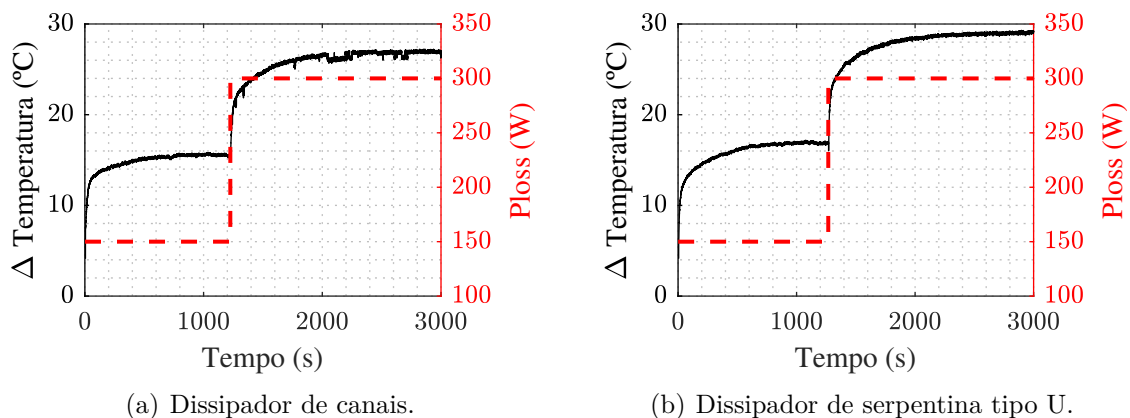 30
20
10
0
Δ Temperatura (ºC)
350
300
250
200
150
100
Ploss (W)
0 1000 2000 3000
Tempo (s)
(a) Dissipador de canais.
30
20
10
0
Δ Temperatura (ºC)
350
300
250
200
150
100
Ploss (W)
0 1000 2000 3000
Tempo (s)
(b) Dissipador de serpentina tipo U.